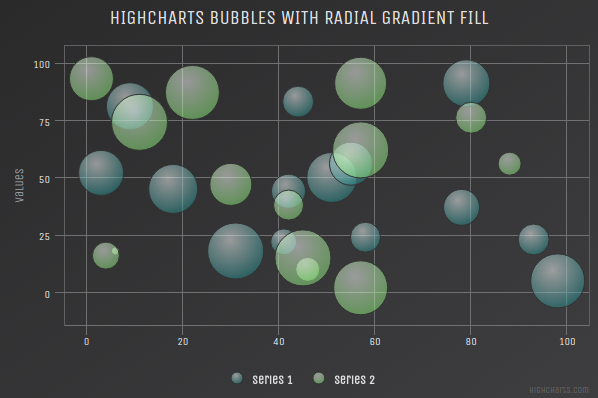 HIGHCHARTS BUBBLES WITH RADIAL GRADIENT FILL
VALUES
100
75
50
25
0
0 20 40 60 80 100
series 1 series 2
HIGHCHARTS.COM